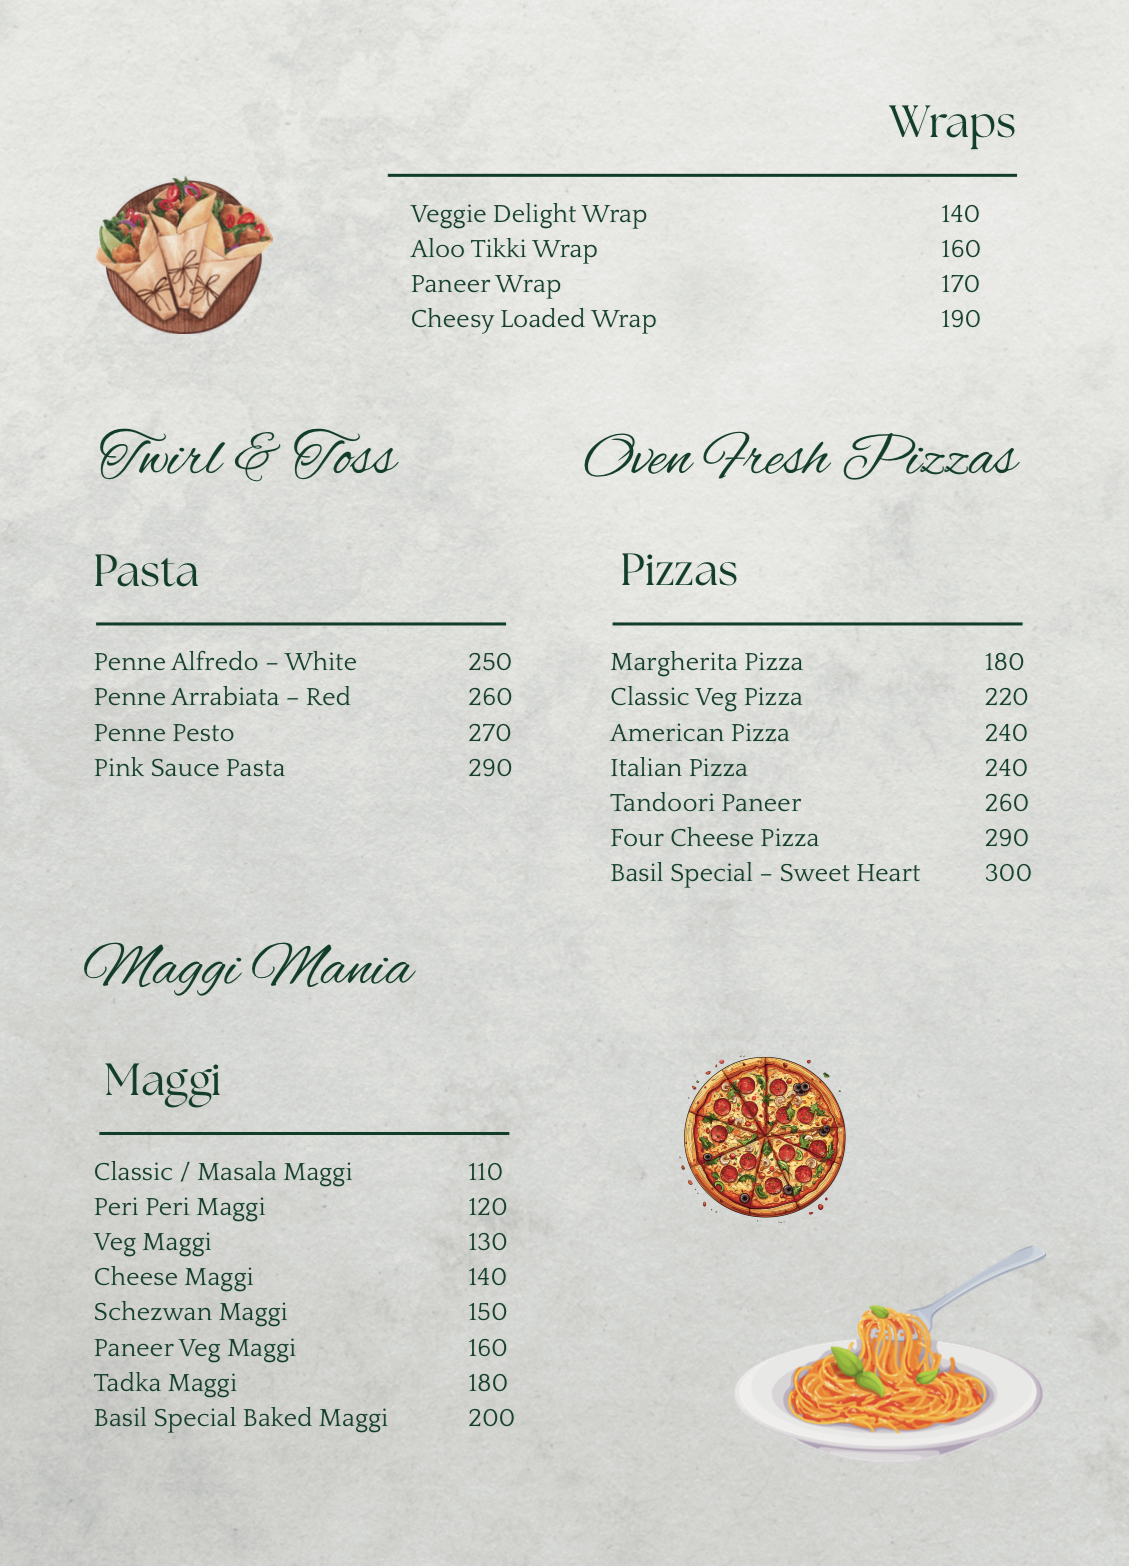 Wraps
Veggie Delight Wrap 140
Aloo Tikki Wrap 160
Paneer Wrap 170
Cheesy Loaded Wrap 190
Twirl & Toss
Pasta
Penne Alfredo – White 250
Penne Arrabiata – Red 260
Penne Pesto 270
Pink Sauce Pasta 290
Oven Fresh Pizzas
Pizzas
Margherita Pizza 180
Classic Veg Pizza 220
American Pizza 240
Italian Pizza 240
Tandoori Paneer 260
Four Cheese Pizza 290
Basil Special – Sweet Heart 300
Maggi Mania
Maggi
Classic / Masala Maggi 110
Peri Peri Maggi 120
Veg Maggi 130
Cheese Maggi 140
Schezwan Maggi 150
Paneer Veg Maggi 160
Tadka Maggi 180
Basil Special Baked Maggi 200